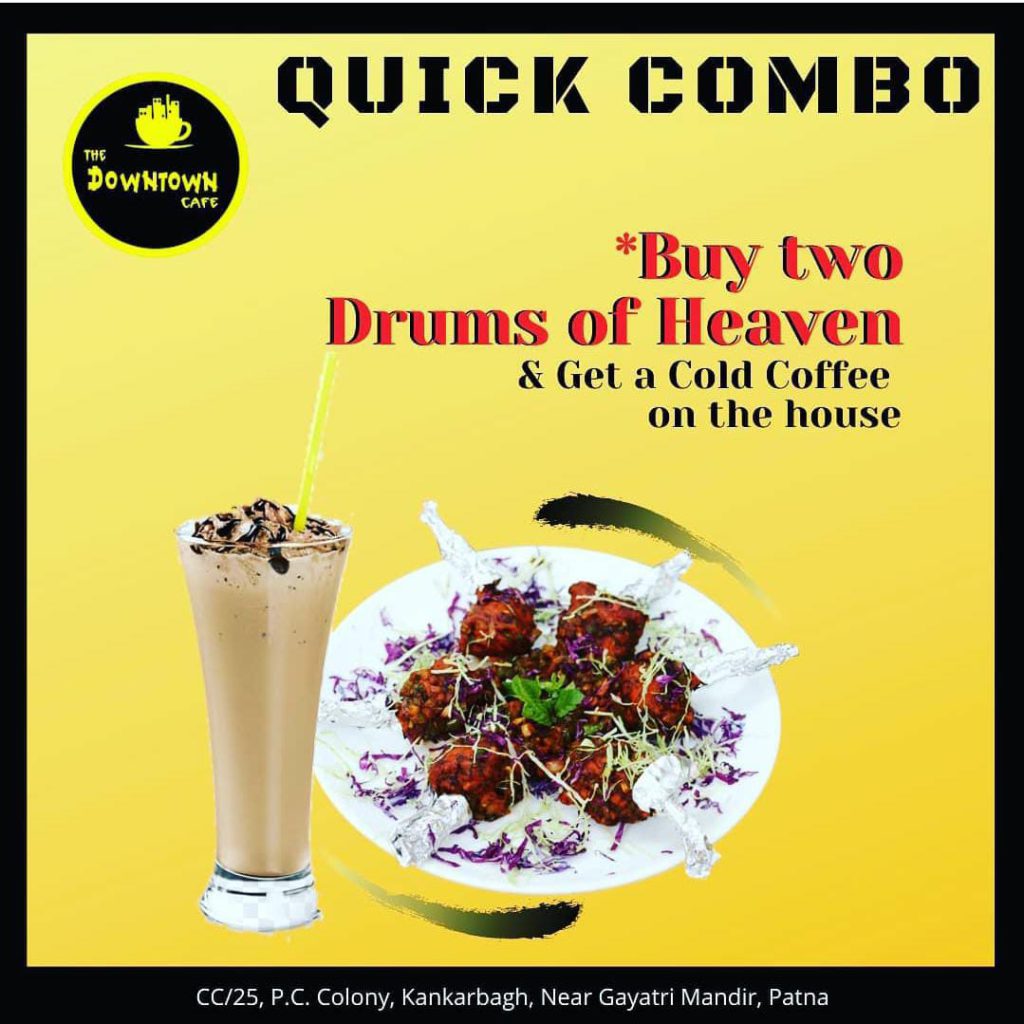 QUICK COMBO
THE
DOWNTOWN
CAFE
*Buy two
Drums of Heaven
& Get a Cold Coffee
on the house
CC/25, P.C. Colony, Kankarbagh, Near Gayatri Mandir, Patna